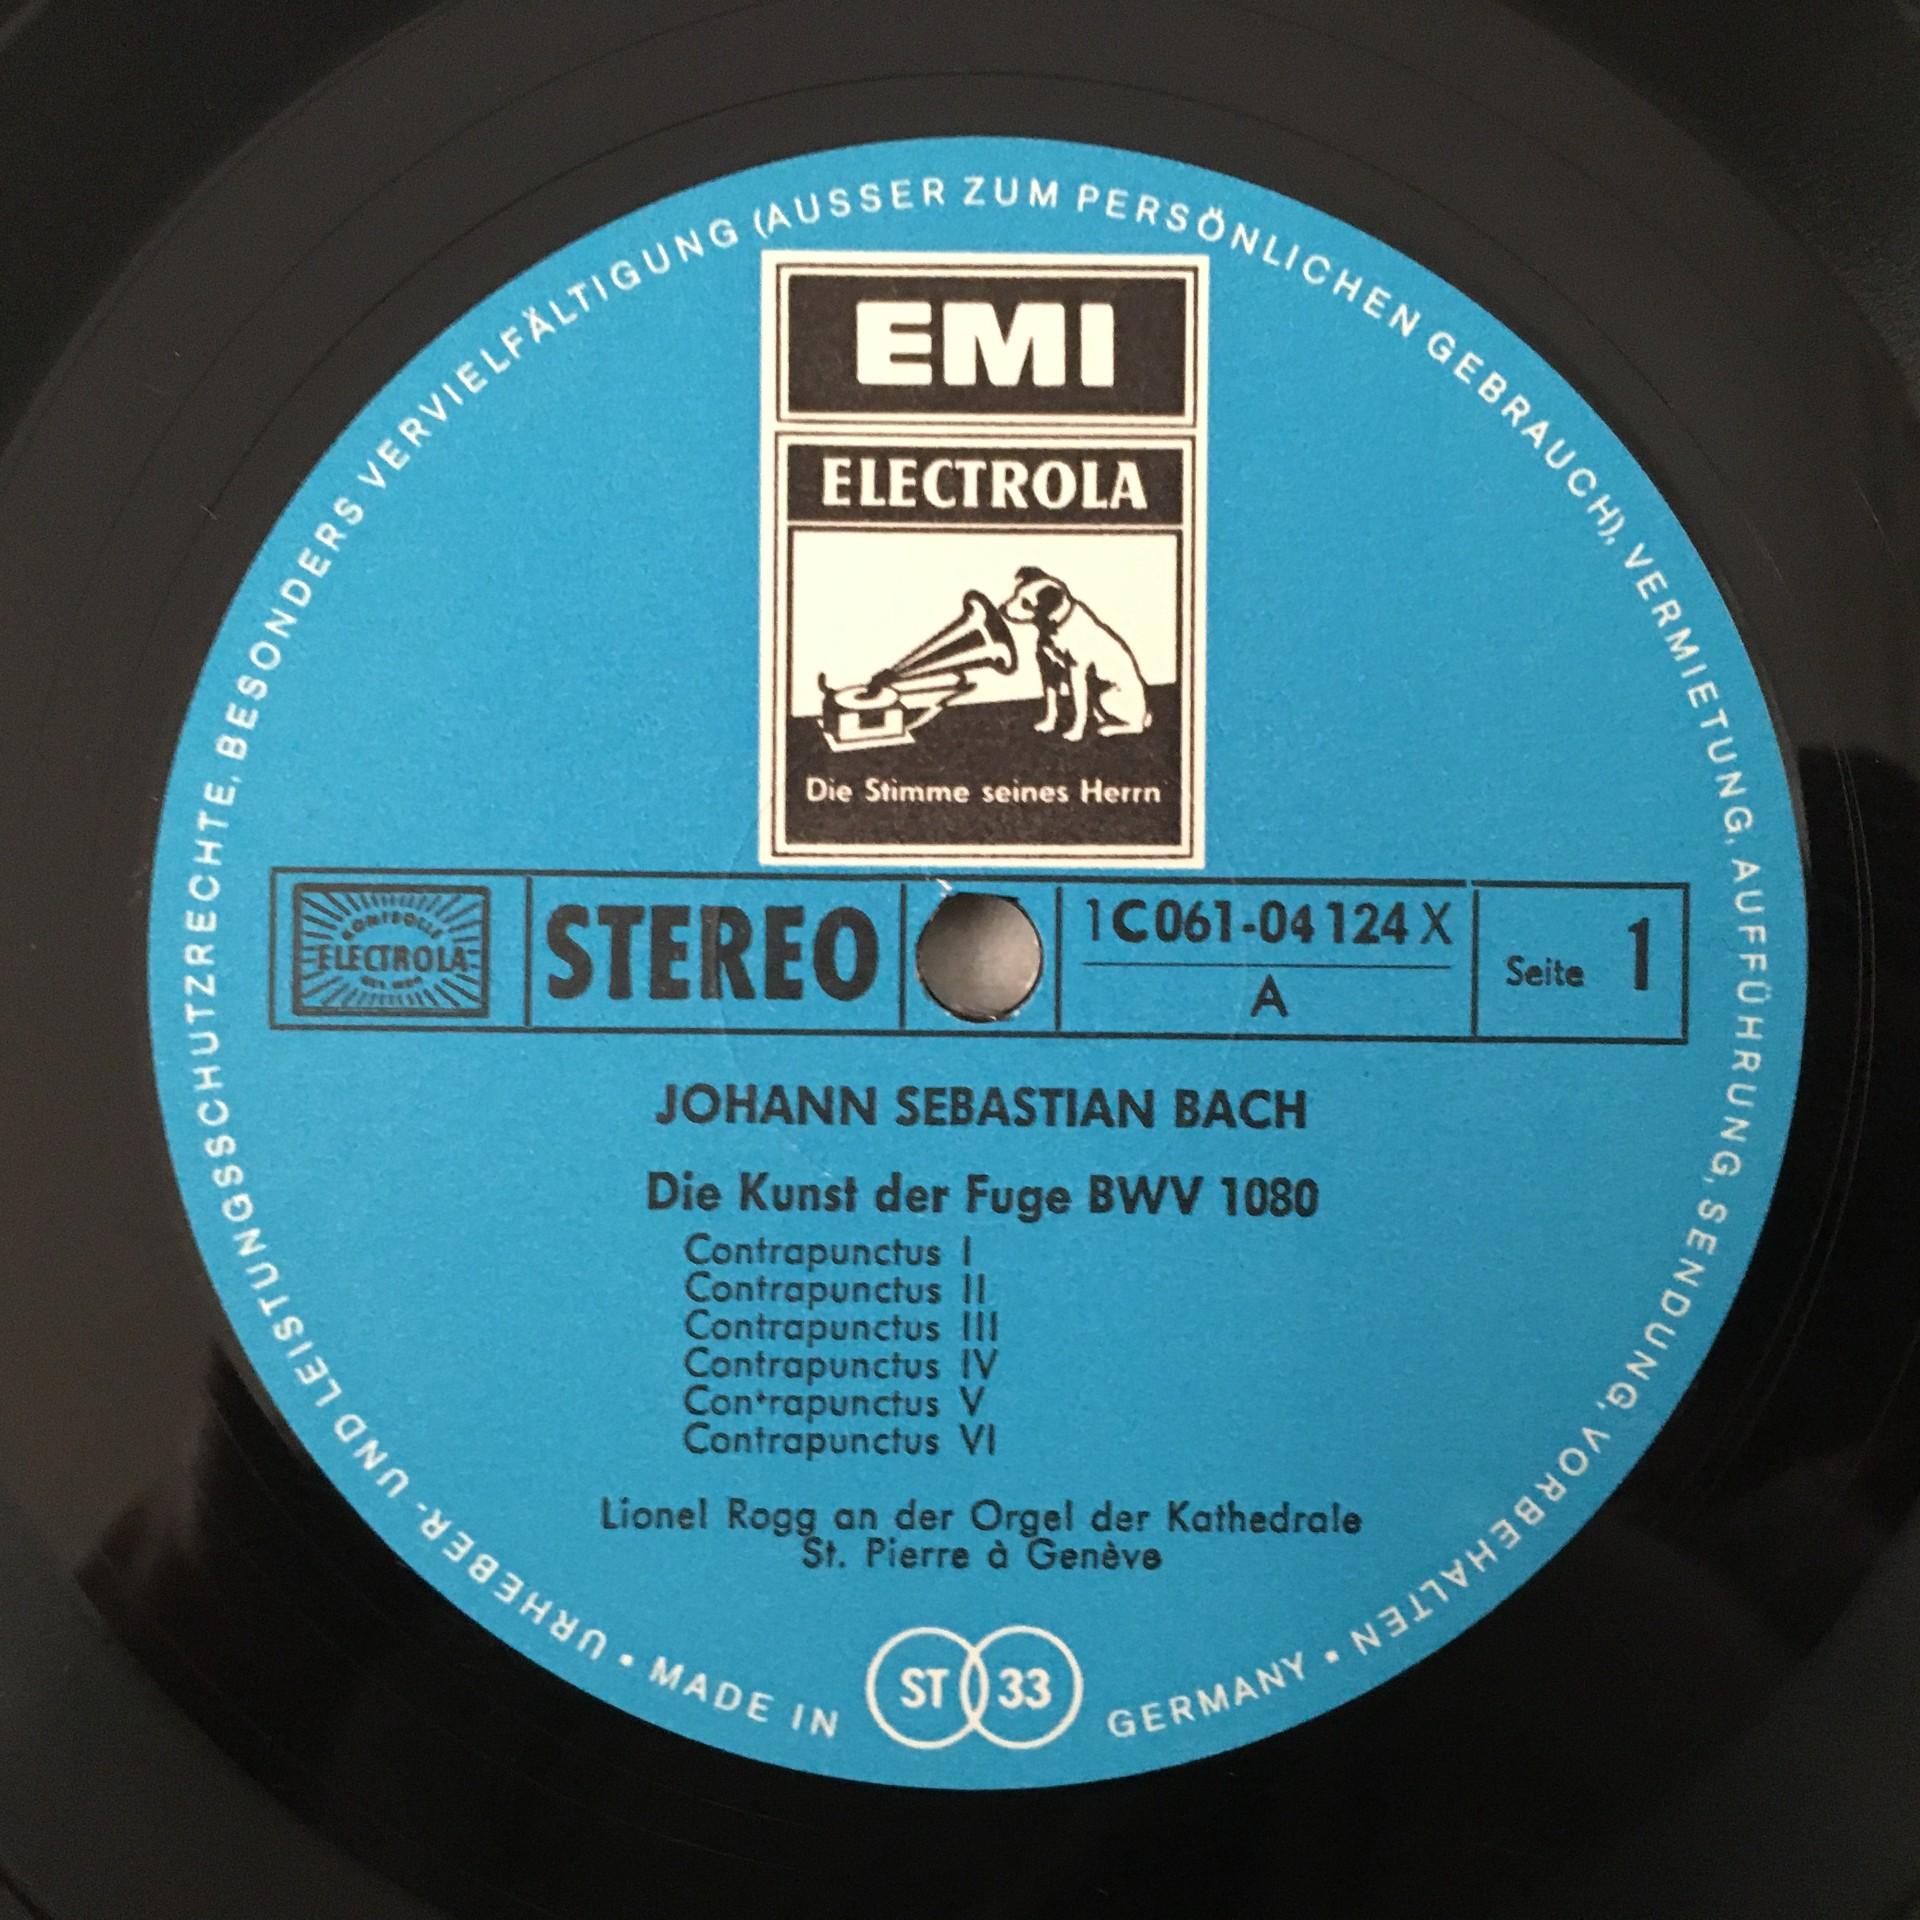 URHEBER- UND LEISTUNGSSCHUTZRECHTE, BESONDERS VERVIELFÄLTIGUNG (AUSSER ZUM PERSÖNLICHEN GEBRAUCH), VERMIETUNG, AUFFÜHRUNG, SENDUNG, VORBEHALTEN •
EMI
ELECTROLA
Die Stimme seines Herrn
ELECTROLA
STEREO
1C061-04124X
A
Seite 1
JOHANN SEBASTIAN BACH
Die Kunst der Fuge BWV 1080
Contrapunctus I
Contrapunctus II
Contrapunctus III
Contrapunctus IV
Contrapunctus V
Contrapunctus VI
Lionel Rogg an der Orgel der Kathedrale
St. Pierre à Genève
• MADE IN ST 33 GERMANY